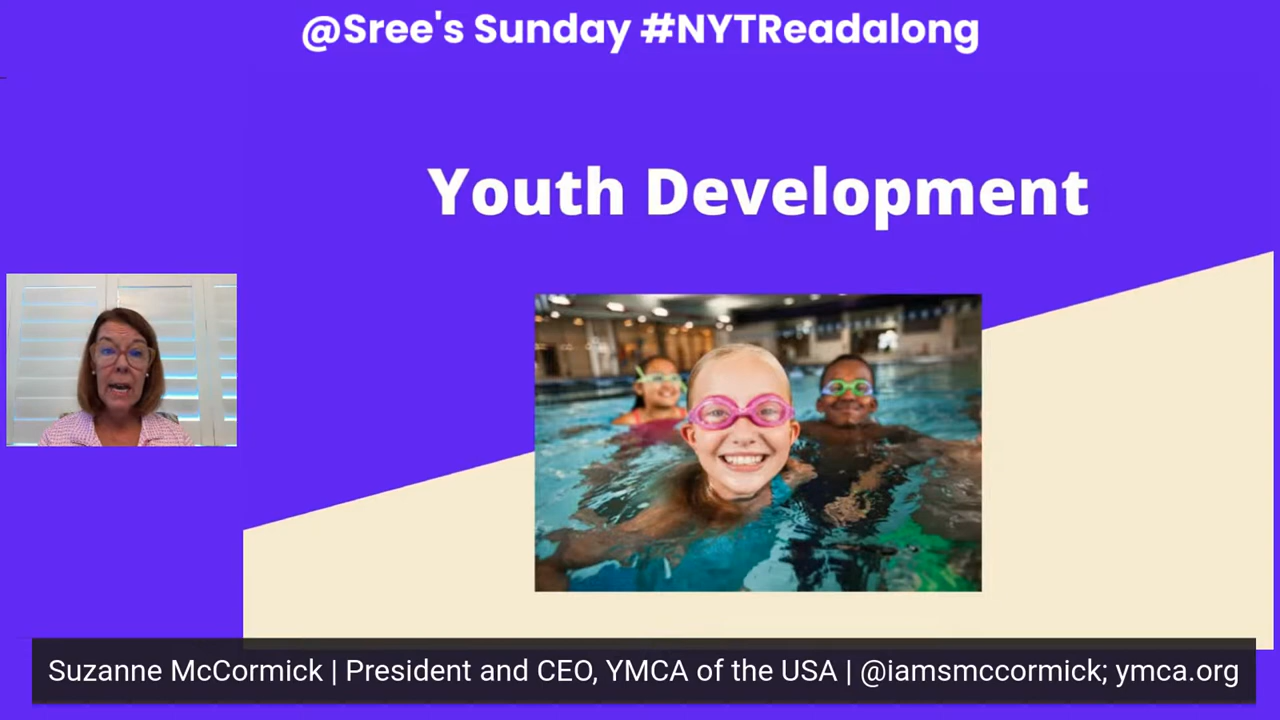 @Sree's Sunday #NYTReadalong
Youth Development
Suzanne McCormick | President and CEO, YMCA of the USA | @iamsmccormick; ymca.org